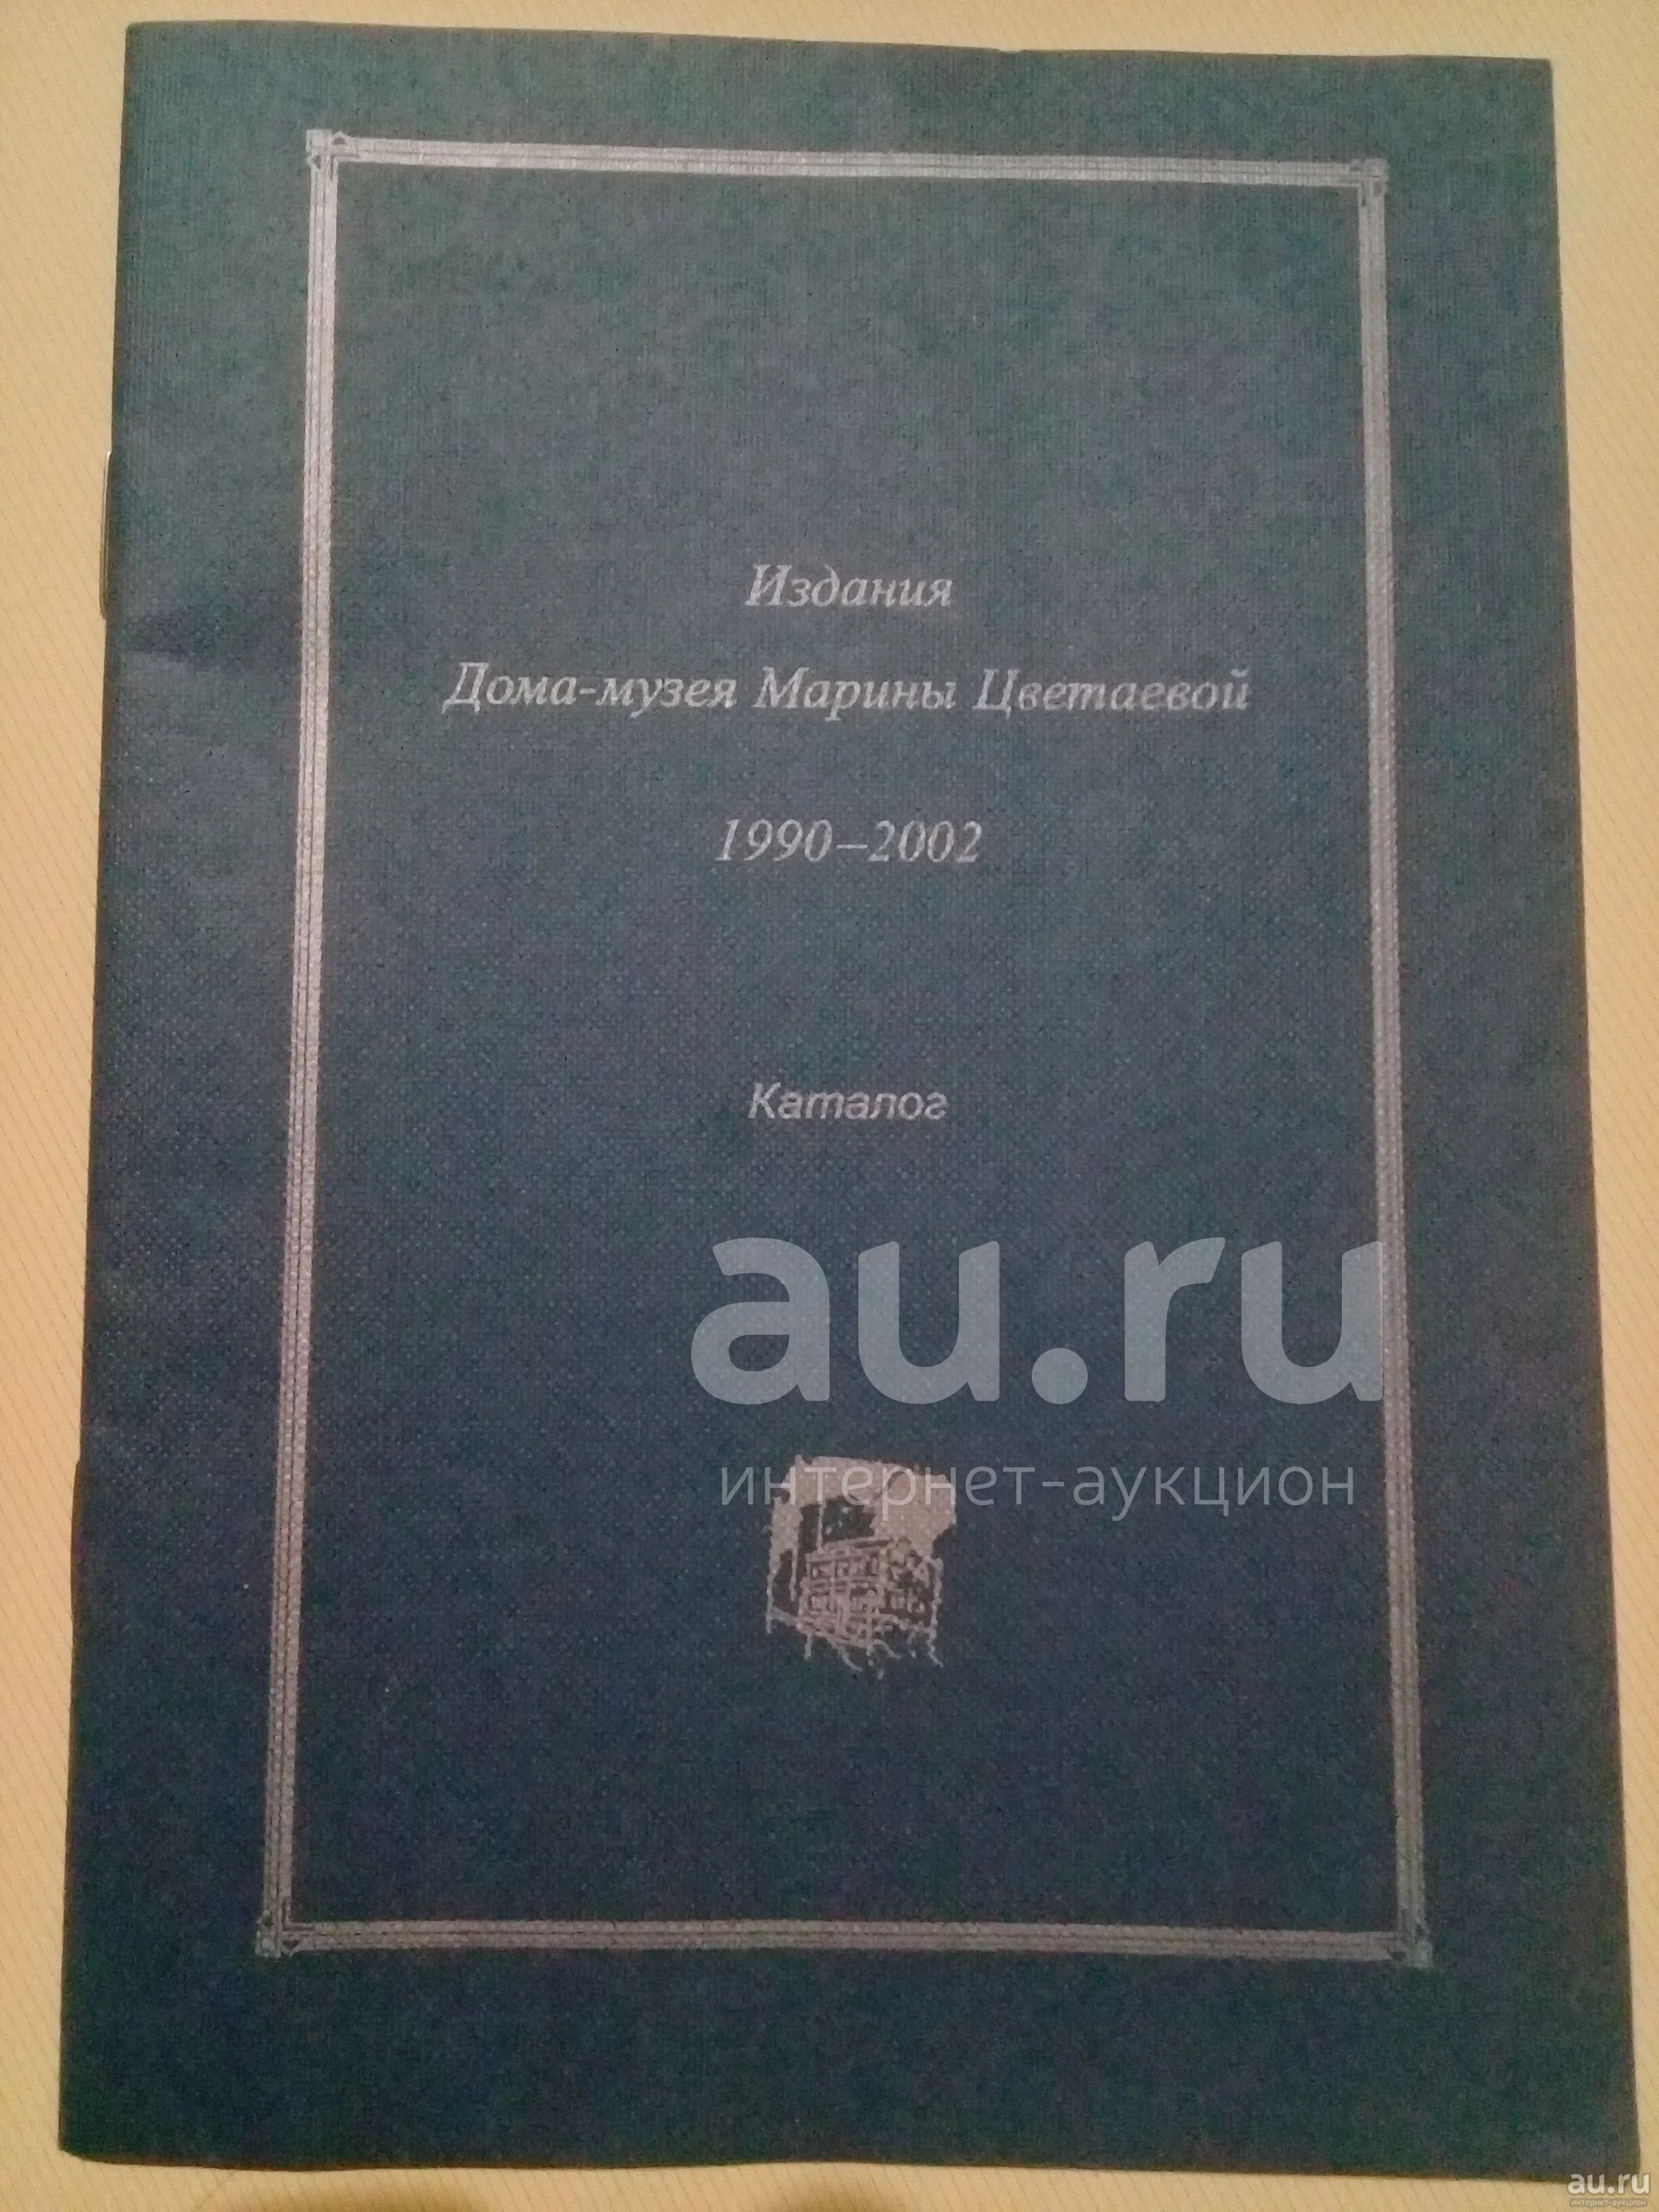 Издания
Дома-музея Марины Цветаевой
1990–2002
Каталог
au.ru
интернет-аукцион
au.ru
интернет-аукцион